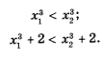 x₁³ < x₂³;
x₁³ + 2 < x₂³ + 2.